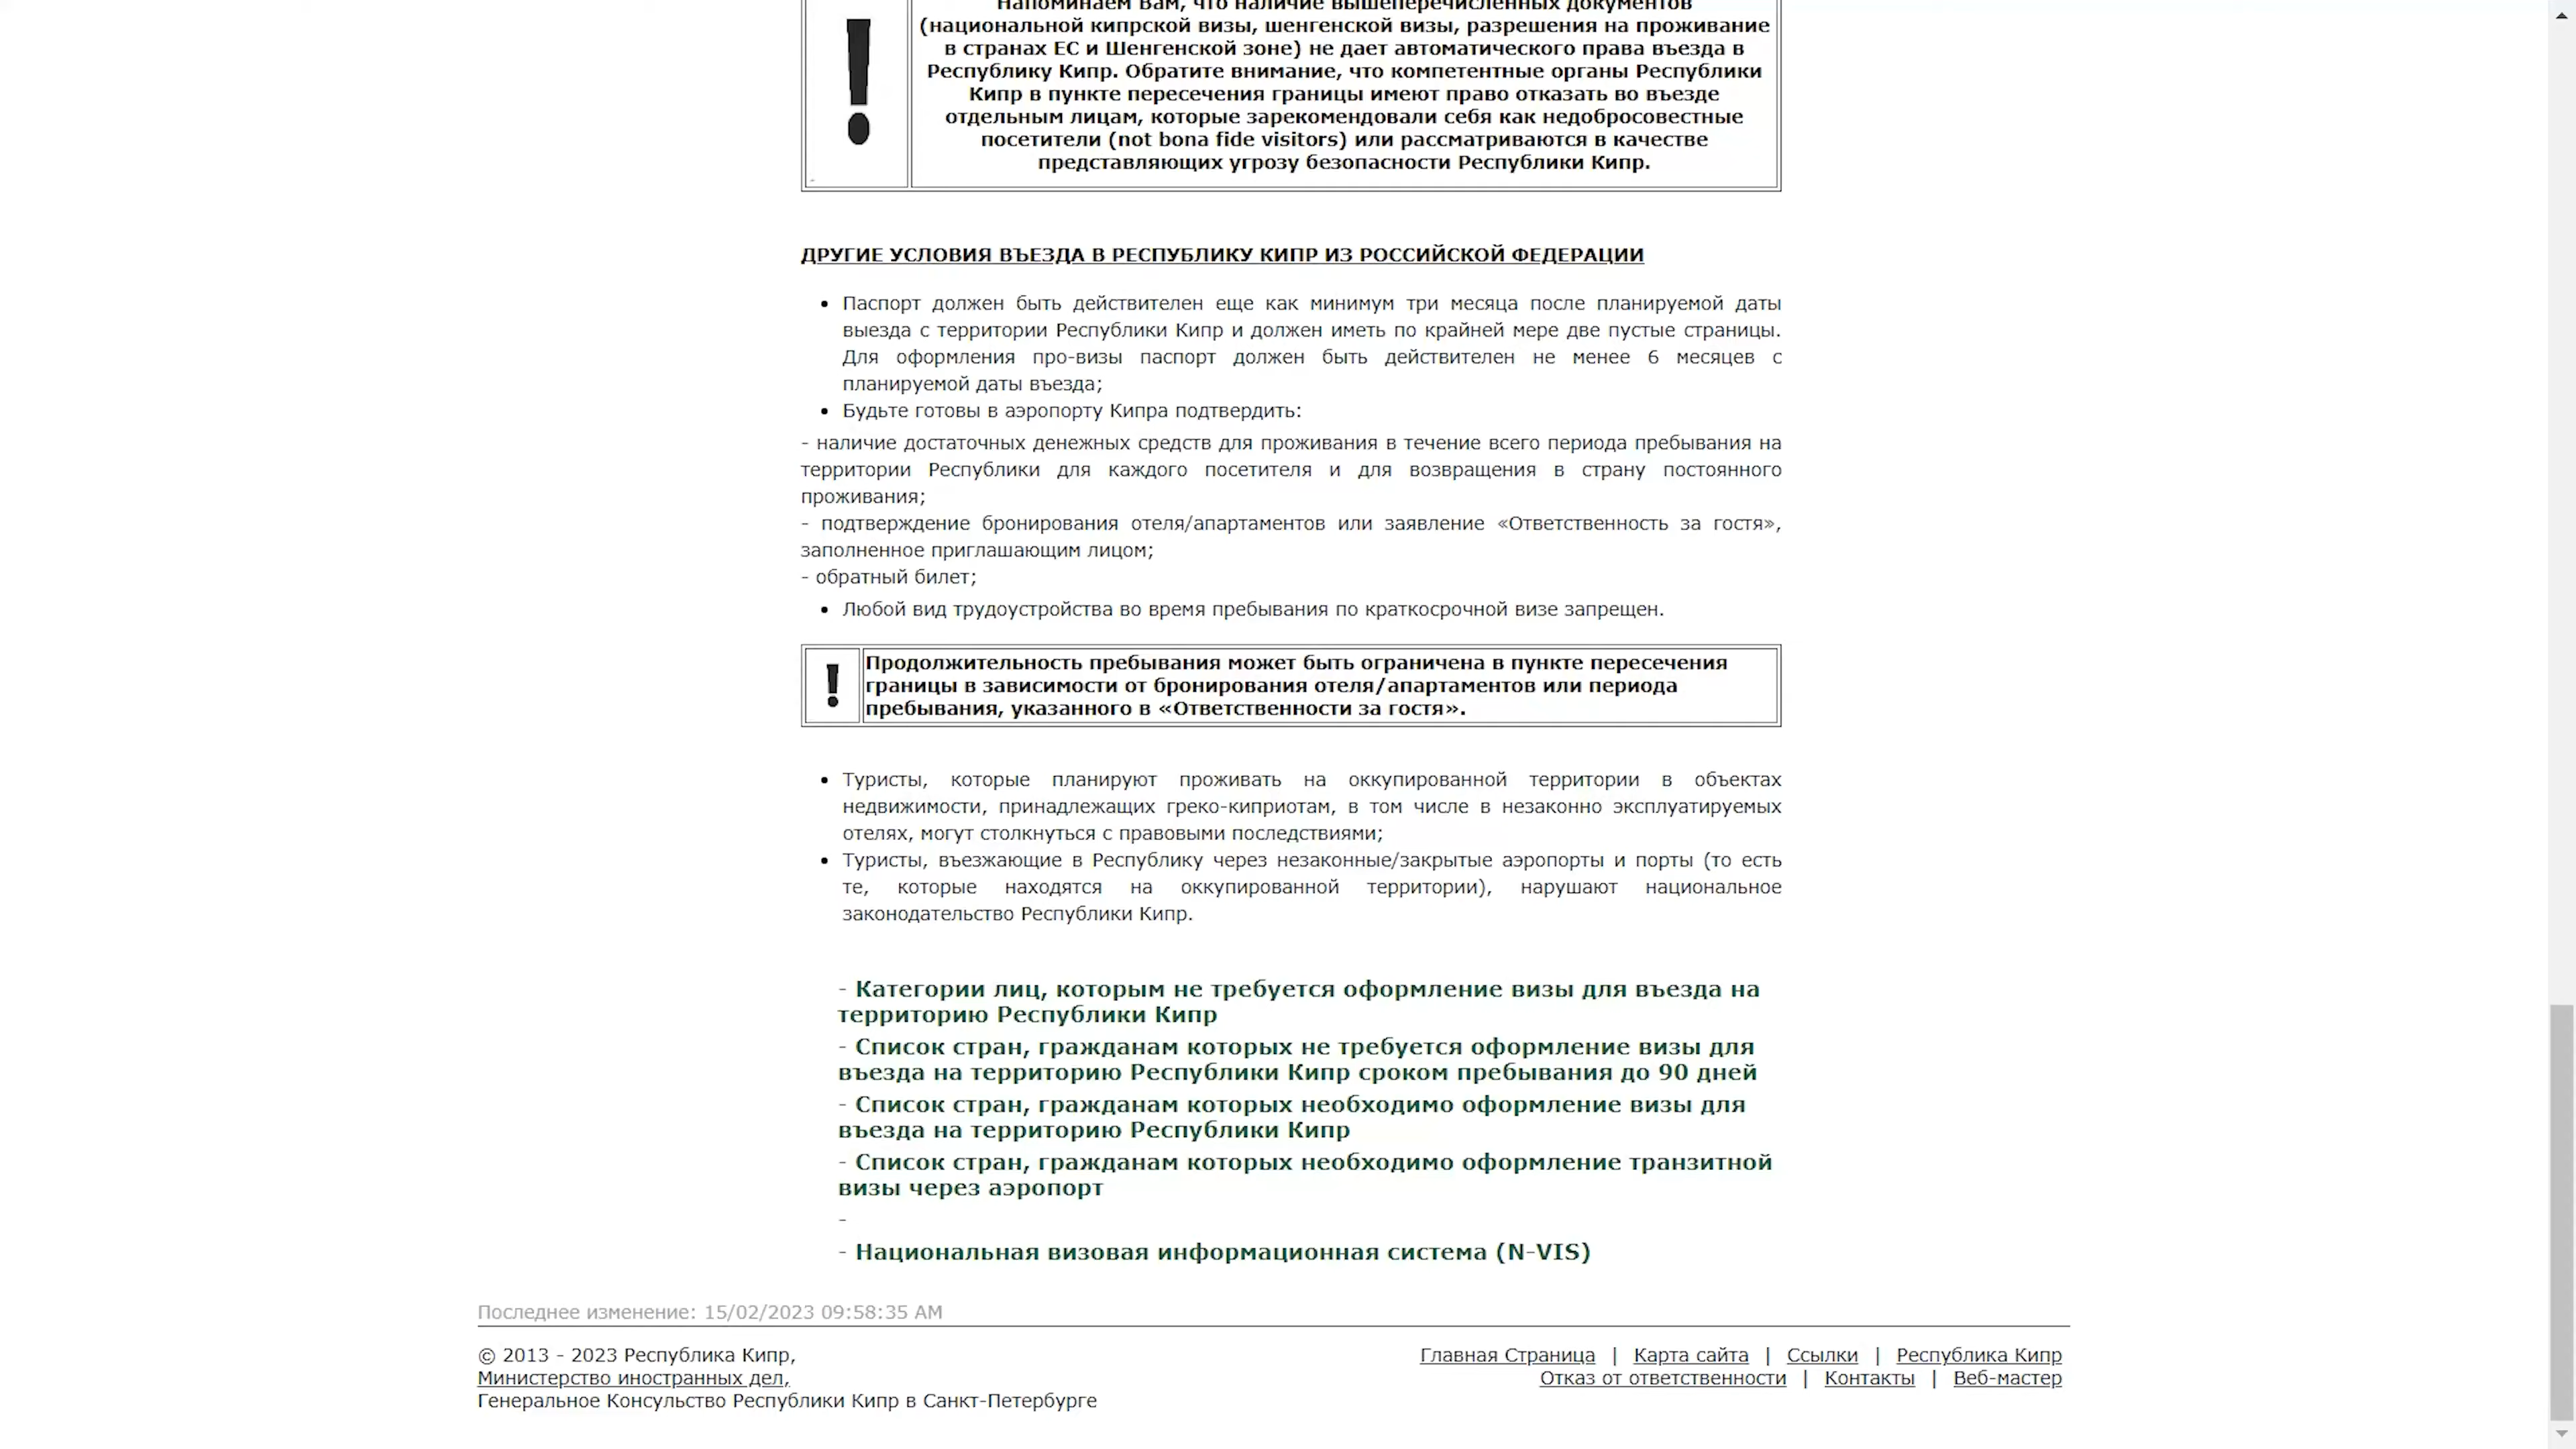 Напоминаем Вам, что наличие вышеперечисленных документов
(национальной кипрской визы, шенгенской визы, разрешения на проживание
в странах ЕС и Шенгенской зоне) не дает автоматического права въезда в
Республику Кипр. Обратите внимание, что компетентные органы Республики
Кипр в пункте пересечения границы имеют право отказать во въезде
отдельным лицам, которые зарекомендовали себя как недобросовестные
посетители (not bona fide visitors) или рассматриваются в качестве
представляющих угрозу безопасности Республики Кипр.
ДРУГИЕ УСЛОВИЯ ВЪЕЗДА В РЕСПУБЛИКУ КИПР ИЗ РОССИЙСКОЙ ФЕДЕРАЦИИ
• Паспорт должен быть действителен еще как минимум три месяца после планируемой даты
выезда с территории Республики Кипр и должен иметь по крайней мере две пустые страницы.
Для оформления про-визы паспорт должен быть действителен не менее 6 месяцев с
планируемой даты въезда;
• Будьте готовы в аэропорту Кипра подтвердить:
- наличие достаточных денежных средств для проживания в течение всего периода пребывания на
территории Республики для каждого посетителя и для возвращения в страну постоянного
проживания;
- подтверждение бронирования отеля/апартаментов или заявление «Ответственность за гостя»,
заполненное приглашающим лицом;
- обратный билет;
• Любой вид трудоустройства во время пребывания по краткосрочной визе запрещен.
! Продолжительность пребывания может быть ограничена в пункте пересечения
границы в зависимости от бронирования отеля/апартаментов или периода
пребывания, указанного в «Ответственности за гостя».
• Туристы, которые планируют проживать на оккупированной территории в объектах
недвижимости, принадлежащих греко-киприотам, в том числе в незаконно эксплуатируемых
отелях, могут столкнуться с правовыми последствиями;
• Туристы, въезжающие в Республику через незаконные/закрытые аэропорты и порты (то есть
те, которые находятся на оккупированной территории), нарушают национальное
законодательство Республики Кипр.
- Категории лиц, которым не требуется оформление визы для въезда на
территорию Республики Кипр
- Список стран, гражданам которых не требуется оформление визы для
въезда на территорию Республики Кипр сроком пребывания до 90 дней
- Список стран, гражданам которых необходимо оформление визы для
въезда на территорию Республики Кипр
- Список стран, гражданам которых необходимо оформление транзитной
визы через аэропорт
-
- Национальная визовая информационная система (N-VIS)
Последнее изменение: 15/02/2023 09:58:35 AM
© 2013 - 2023 Республика Кипр,
Министерство иностранных дел,
Генеральное Консульство Республики Кипр в Санкт-Петербурге
Главная Страница | Карта сайта | Ссылки | Республика Кипр
Отказ от ответственности | Контакты | Веб-мастер